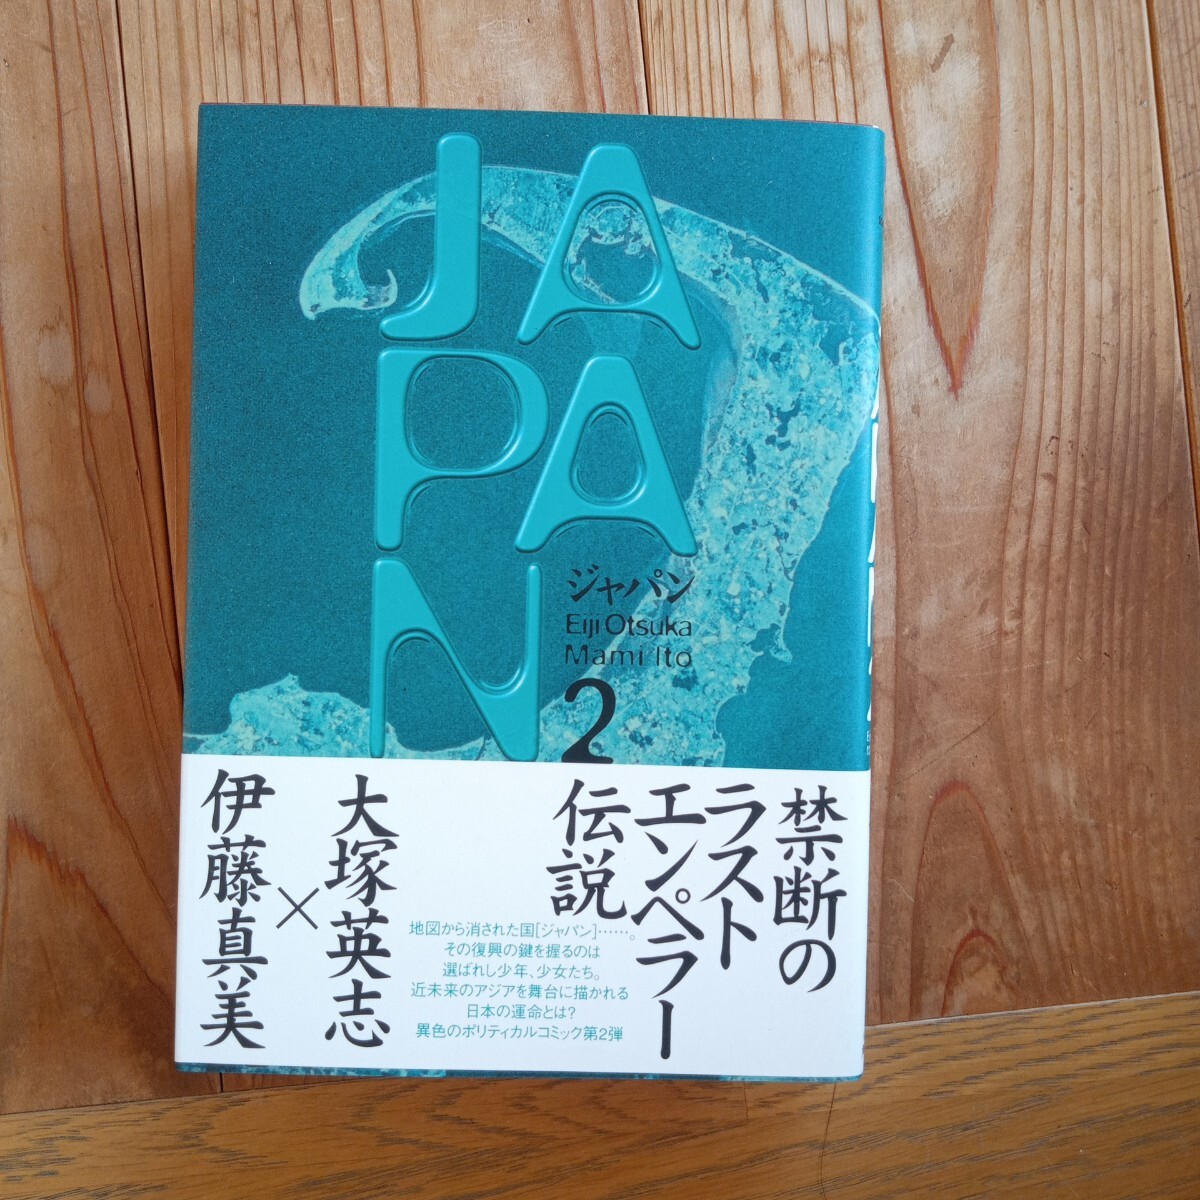 JA
PA
N
ジャパン
Eiji Otsuka
Mami Ito
2
禁断の
ラスト
エンペラー
伝説
大塚英志
×
伊藤真美
地図から消された国[ジャパン]……。
その復興の鍵を握るのは
選ばれし少年、少女たち。
近未来のアジアを舞台に描かれる
日本の運命とは?
異色のポリティカルコミック第2弾